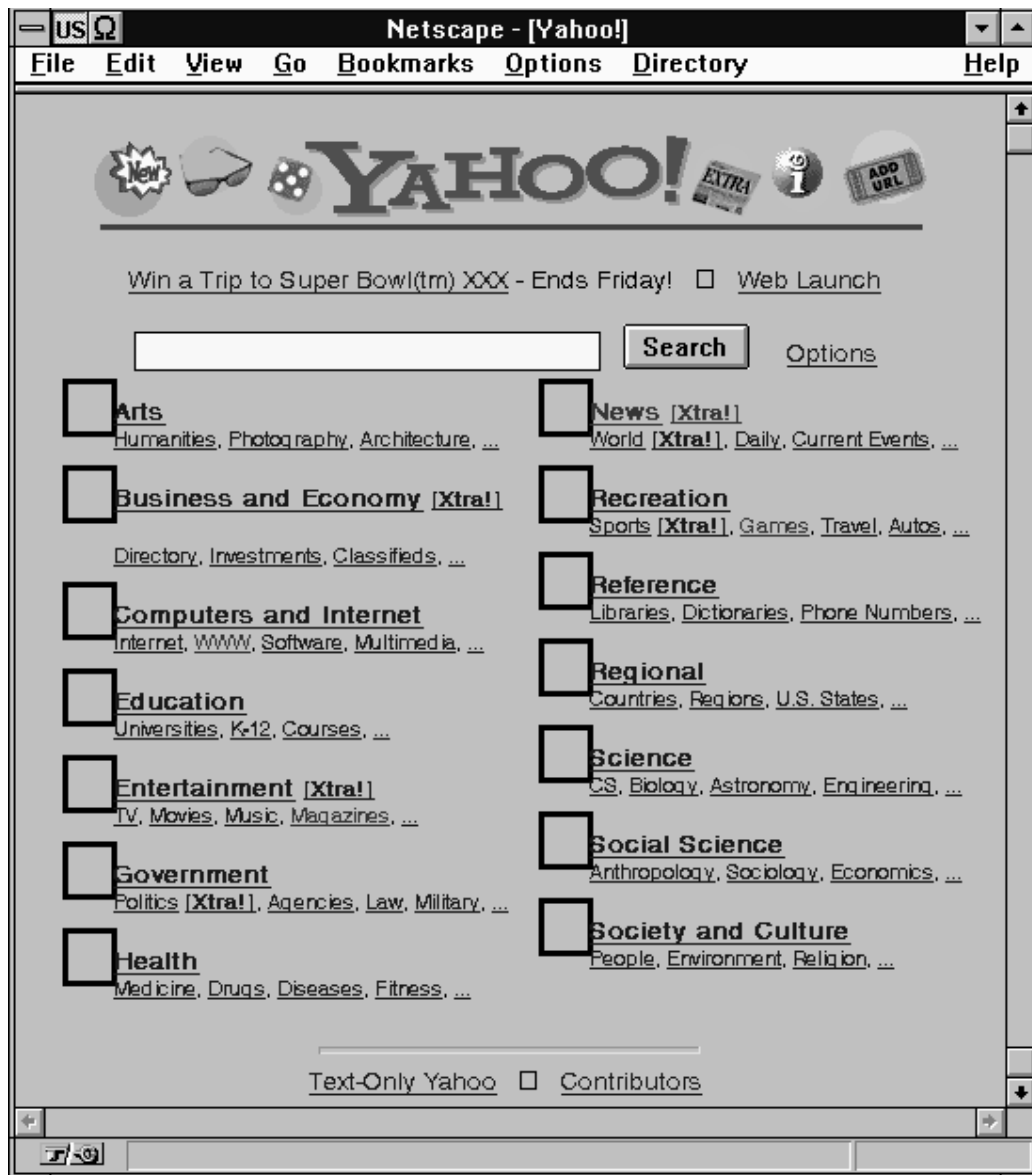 US Ω Netscape - [Yahoo!]
File Edit View Go Bookmarks Options Directory Help
New YAHOO! EXTRA i ADD URL
Win a Trip to Super Bowl(tm) XXX - Ends Friday! □ Web Launch
Search Options
Arts
Humanities, Photography, Architecture, ...
Business and Economy [Xtra!]
Directory, Investments, Classifieds, ...
Computers and Internet
Internet, WWW, Software, Multimedia, ...
Education
Universities, K-12, Courses, ...
Entertainment [Xtra!]
TV, Movies, Music, Magazines, ...
Government
Politics [Xtra!], Agencies, Law, Military, ...
Health
Medicine, Drugs, Diseases, Fitness, ...
News [Xtra!]
World [Xtra!], Daily, Current Events, ...
Recreation
Sports [Xtra!], Games, Travel, Autos, ...
Reference
Libraries, Dictionaries, Phone Numbers, ...
Regional
Countries, Regions, U.S. States, ...
Science
CS, Biology, Astronomy, Engineering, ...
Social Science
Anthropology, Sociology, Economics, ...
Society and Culture
People, Environment, Religion, ...
Text-Only Yahoo □ Contributors